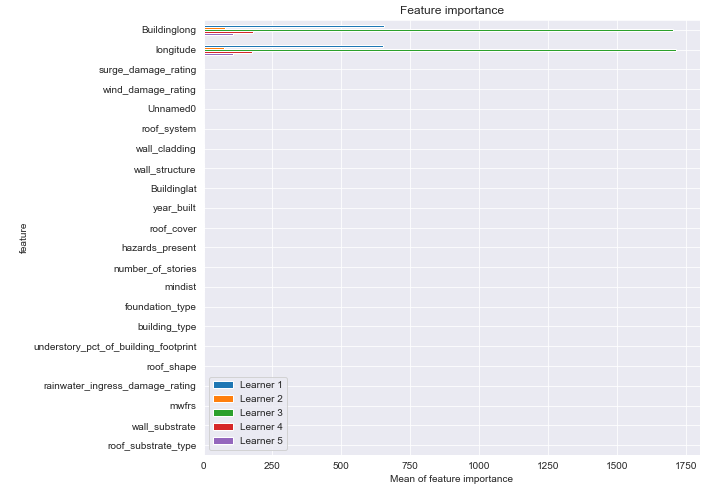 Feature importance
Buildinglong
longitude
surge_damage_rating
wind_damage_rating
Unnamed0
roof_system
wall_cladding
wall_structure
Buildinglat
year_built
roof_cover
hazards_present
number_of_stories
mindist
foundation_type
building_type
understory_pct_of_building_footprint
roof_shape
rainwater_ingress_damage_rating
mwfrs
wall_substrate
roof_substrate_type
feature
Learner 1
Learner 2
Learner 3
Learner 4
Learner 5
0 250 500 750 1000 1250 1500 1750
Mean of feature importance